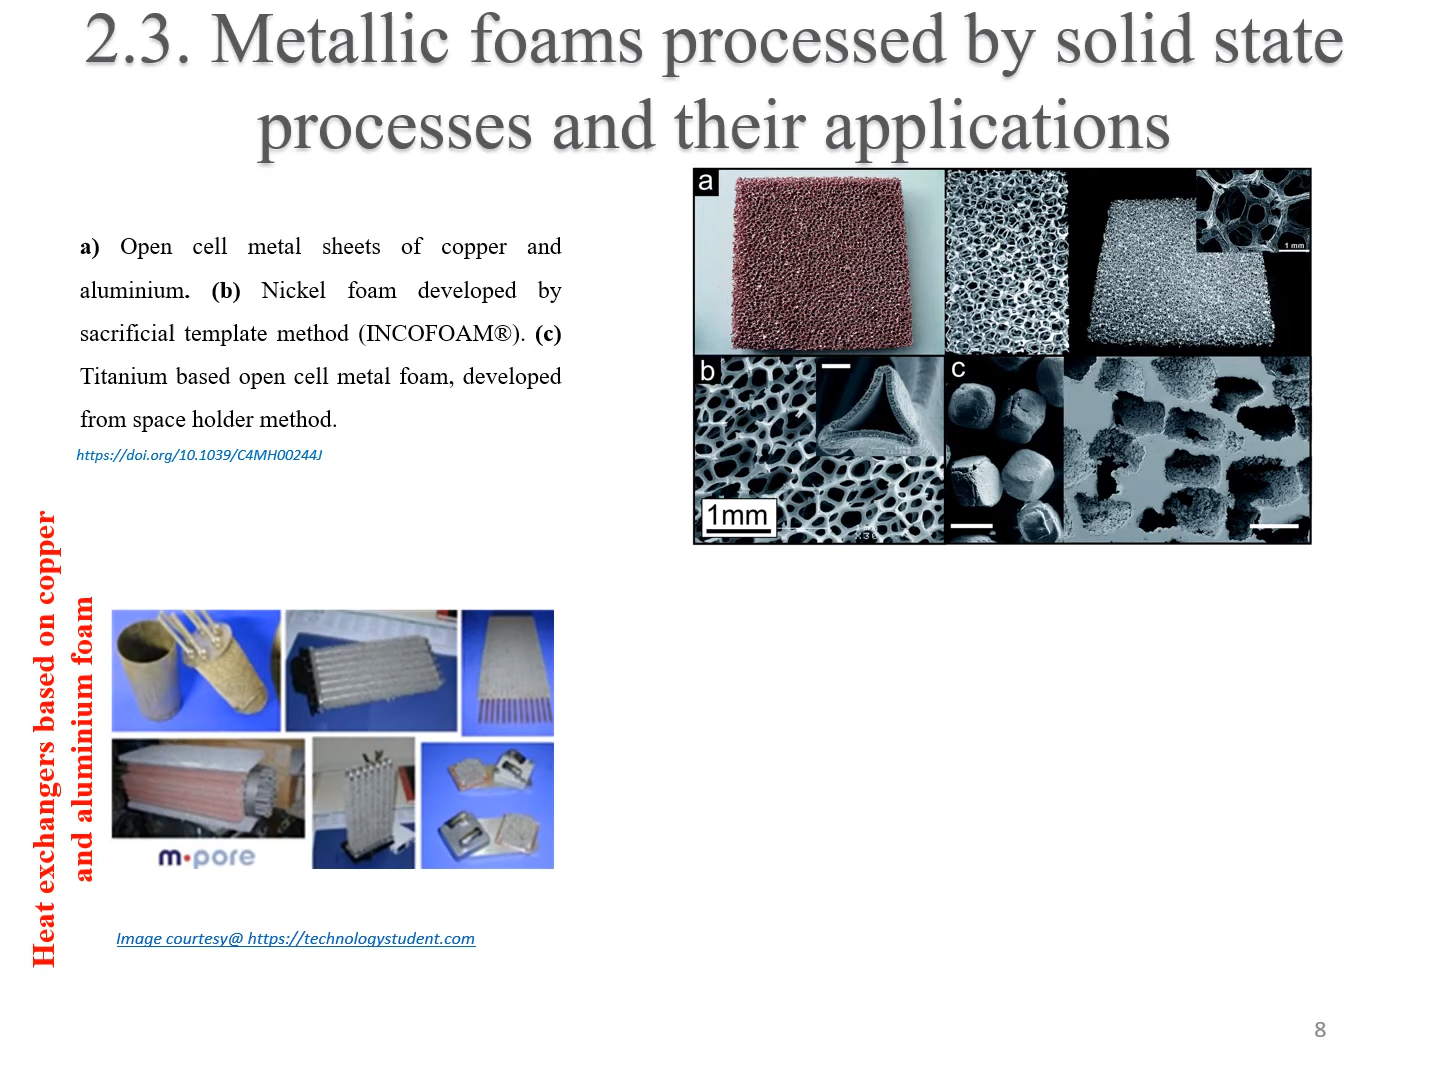 2.3. Metallic foams processed by solid state
processes and their applications
a) Open cell metal sheets of copper and
aluminium. (b) Nickel foam developed by
sacrificial template method (INCOFOAM®). (c)
Titanium based open cell metal foam, developed
from space holder method.
https://doi.org/10.1039/C4MH00244J
a
1 mm
b
c
1mm
Heat exchangers based on copper
and aluminium foam
m·pore
Image courtesy@ https://technologystudent.com
8